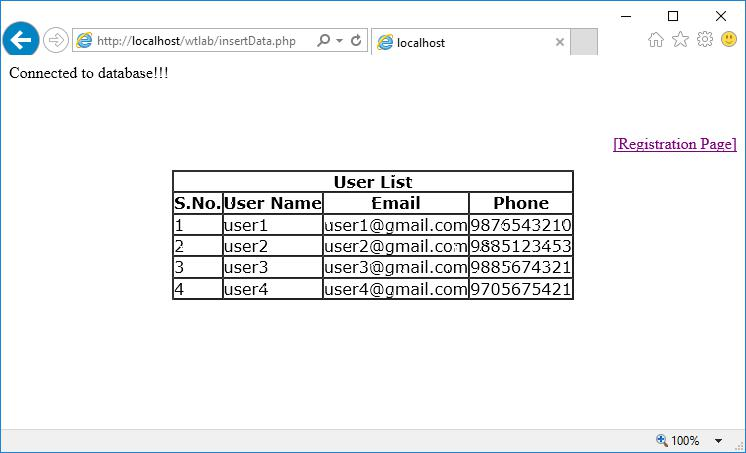 http://localhost/wtlab/insertData.php
localhost
Connected to database!!!
[Registration Page]
User List
S.No. User Name Email Phone
1 user1 user1@gmail.com 9876543210
2 user2 user2@gmail.com 9885123453
3 user3 user3@gmail.com 9885674321
4 user4 user4@gmail.com 9705675421
100%